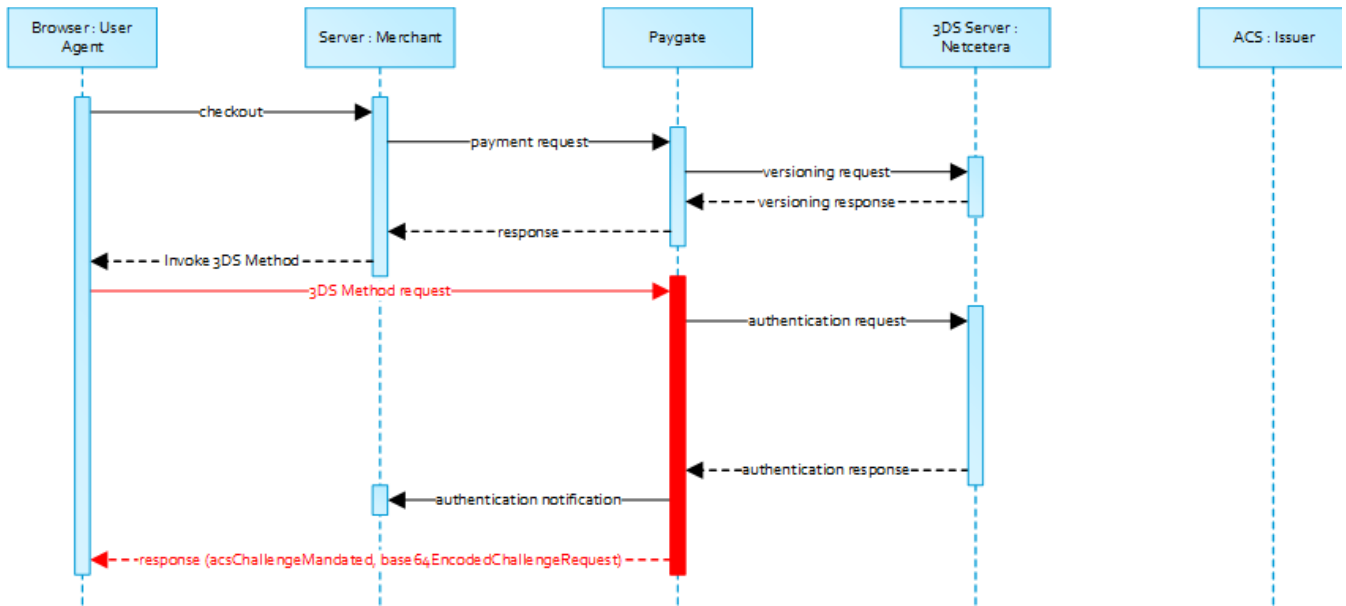 Browser : User
Agent
Server : Merchant
Paygate
3DS Server :
Netcetera
ACS : Issuer
checkout
payment request
versioning request
versioning response
response
Invoke 3DS Method
3DS Method request
authentication request
authentication response
authentication notification
response (acsChallengeMandated, base64EncodedChallengeRequest)